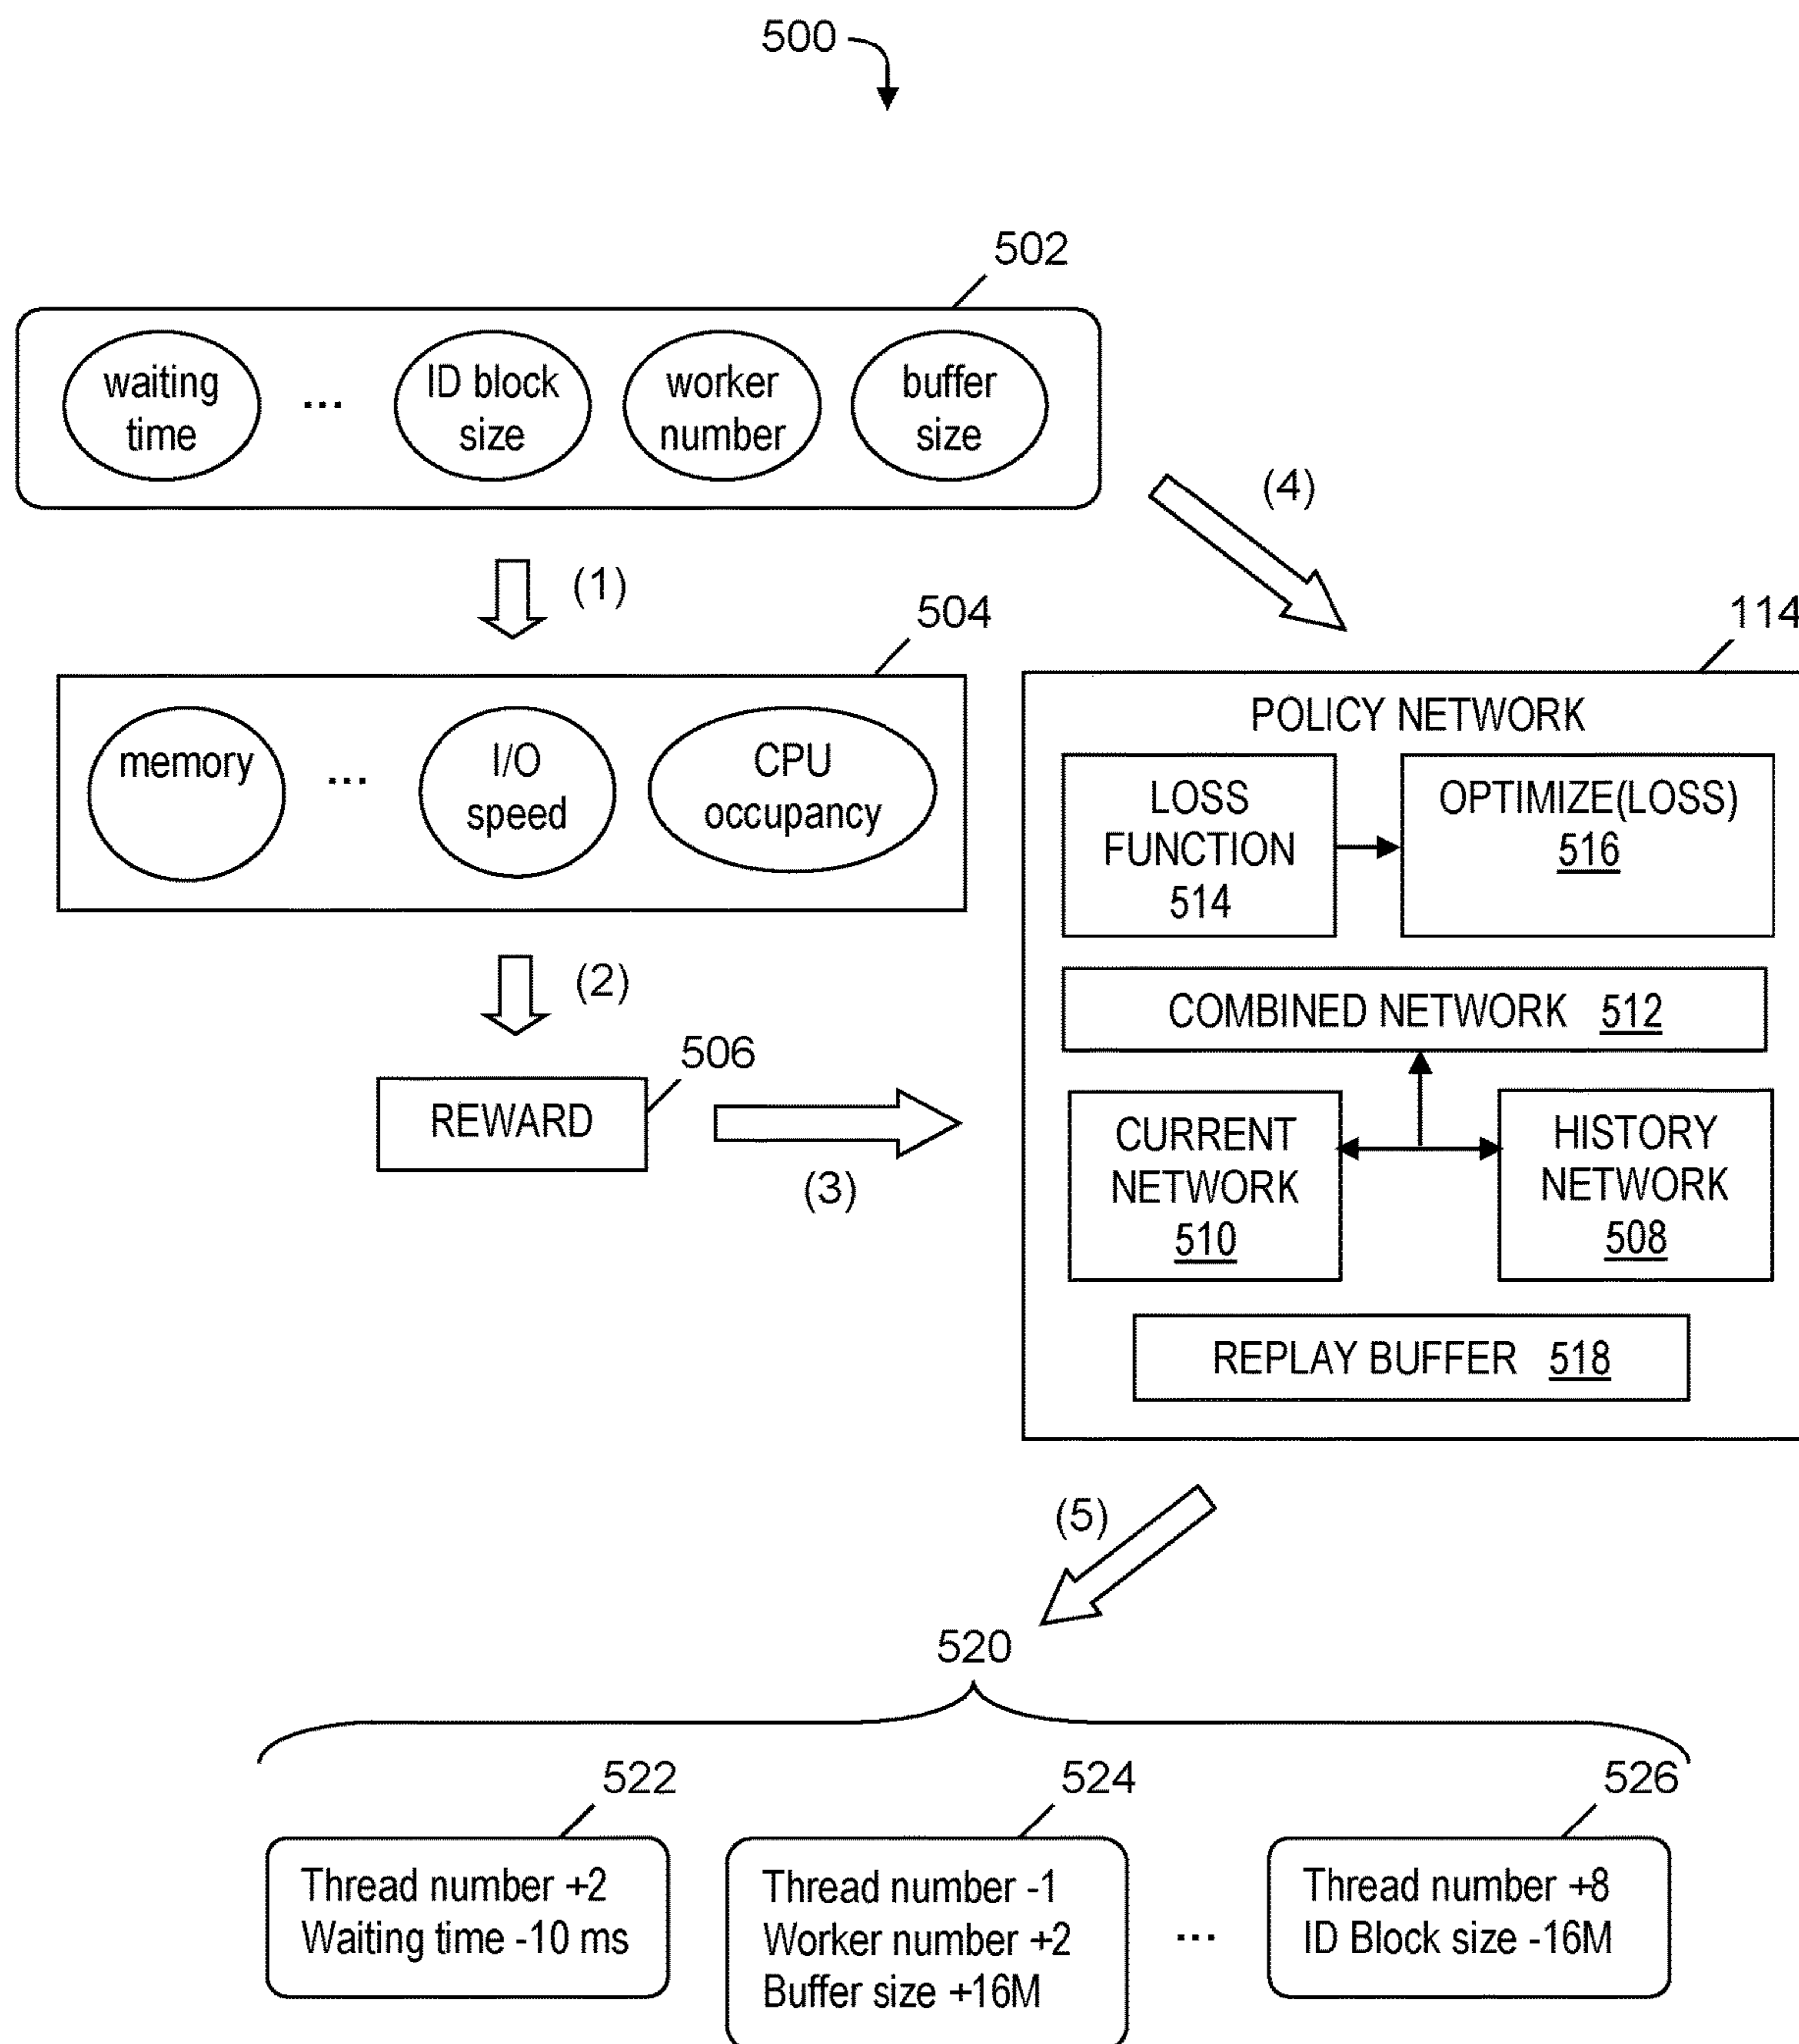 500
502
waiting
time
...
ID block
size
worker
number
buffer
size
(4)
(1)
504
114
memory
...
I/O
speed
CPU
occupancy
POLICY NETWORK
LOSS
FUNCTION
514
OPTIMIZE(LOSS)
516
(2)
COMBINED NETWORK 512
506
REWARD
(3)
CURRENT
NETWORK
510
HISTORY
NETWORK
508
REPLAY BUFFER 518
(5)
520
522
524
526
Thread number +2
Waiting time -10 ms
Thread number -1
Worker number +2
Buffer size +16M
...
Thread number +8
ID Block size -16M